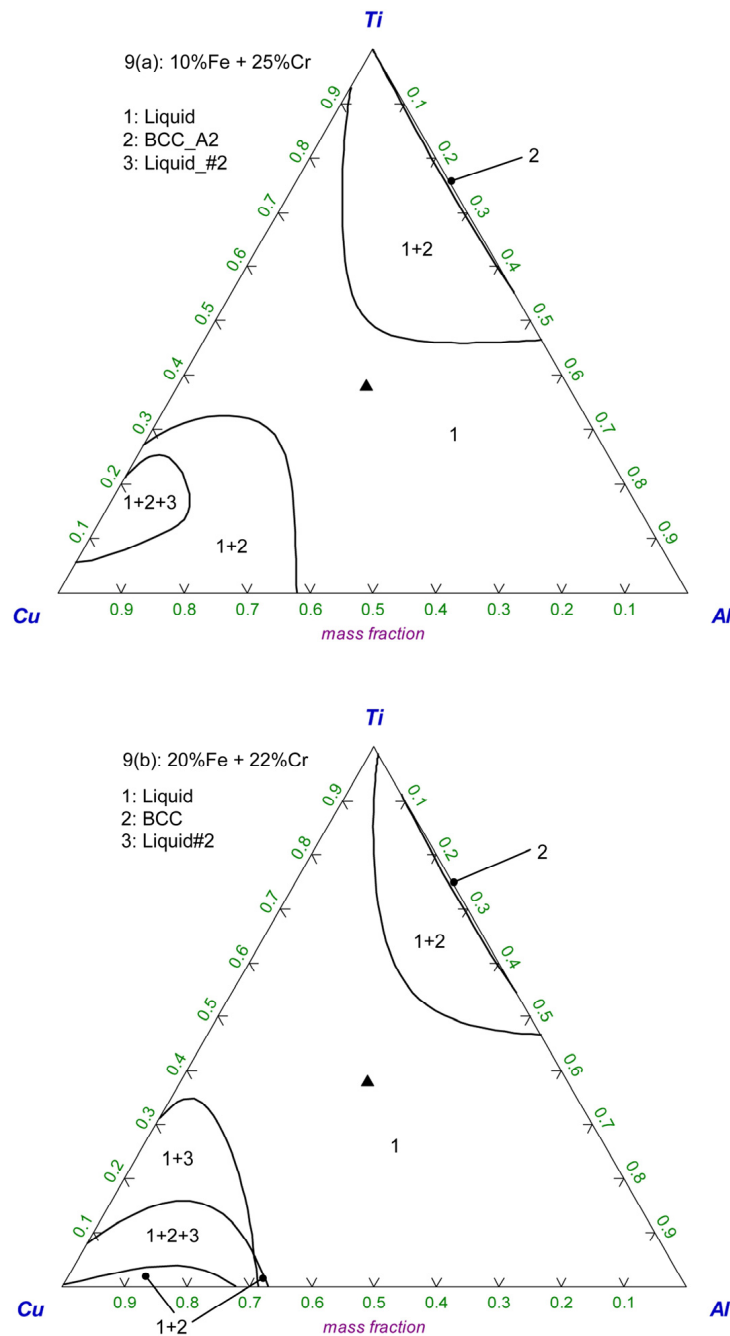 Ti
9(a): 10%Fe + 25%Cr
1: Liquid
2: BCC_A2
3: Liquid_#2
0.9 0.1
0.8 0.2 2
0.7 0.3
1+2
0.6 0.4
0.5 0.5
0.4 0.6
0.3 1 0.7
0.2 0.8
1+2+3
0.1 1+2 0.9
Cu 0.9 0.8 0.7 0.6 0.5 0.4 0.3 0.2 0.1 Al
mass fraction
Ti
9(b): 20%Fe + 22%Cr
1: Liquid
2: BCC
3: Liquid#2
0.9 0.1
0.8 0.2 2
0.7 0.3
1+2
0.6 0.4
0.5 0.5
0.4 0.6
0.3 1 0.7
1+3
0.2 0.8
0.1 1+2+3 0.9
Cu 0.9 0.8 0.7 0.6 0.5 0.4 0.3 0.2 0.1 Al
1+2
mass fraction